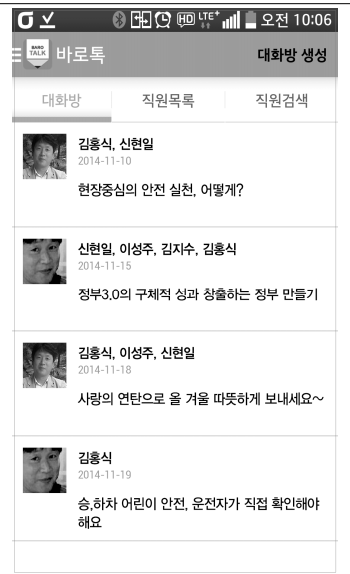 오전 10:06
BARO
TALK
바로톡
대화방 생성
대화방
직원목록
직원검색
김홍식, 신현일
2014-11-10
현장중심의 안전 실천, 어떻게?
신현일, 이성주, 김지수, 김홍식
2014-11-15
정부3.0의 구체적 성과 창출하는 정부 만들기
김홍식, 이성주, 신현일
2014-11-18
사랑의 연탄으로 올 겨울 따뜻하게 보내세요~
김홍식
2014-11-19
승,하차 어린이 안전, 운전자가 직접 확인해야
해요